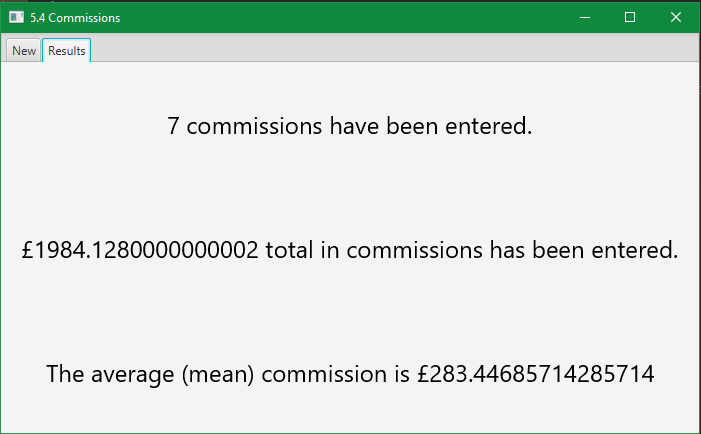 5.4 Commissions
New Results
7 commissions have been entered.
£1984.1280000000002 total in commissions has been entered.
The average (mean) commission is £283.44685714285714